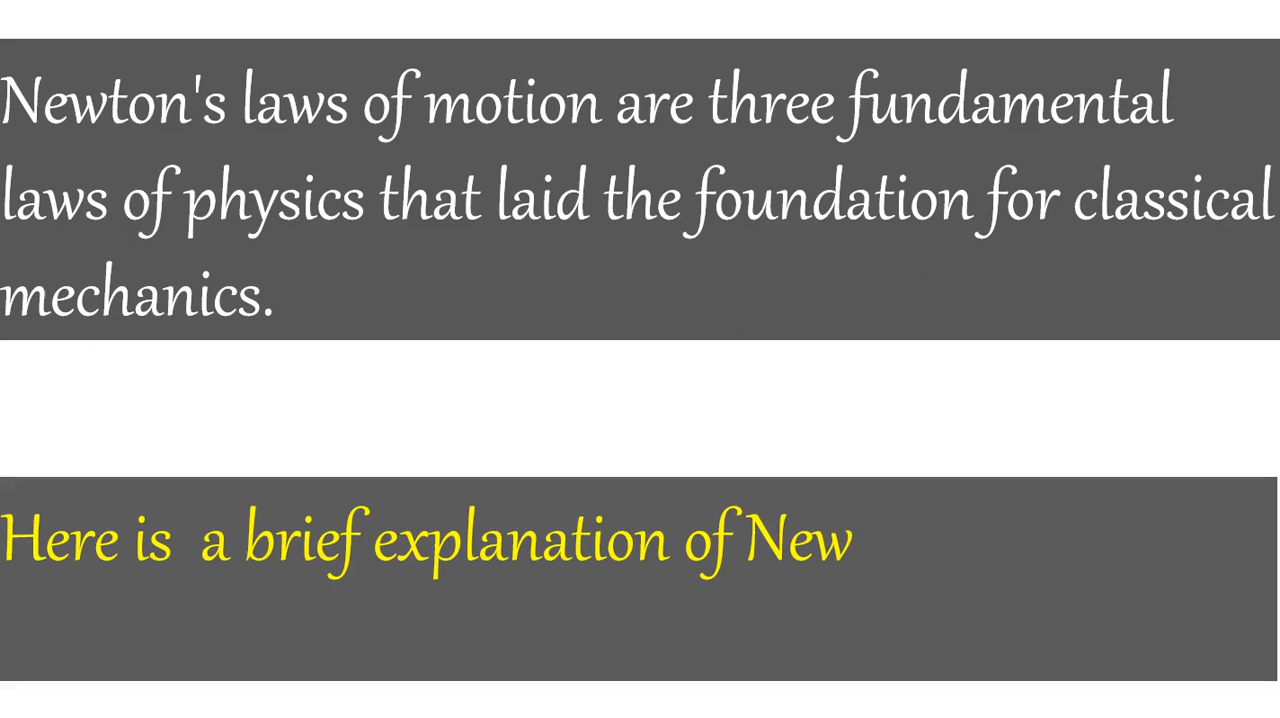 Newton's laws of motion are three fundamental
laws of physics that laid the foundation for classical
mechanics.
Here is  a brief explanation of New